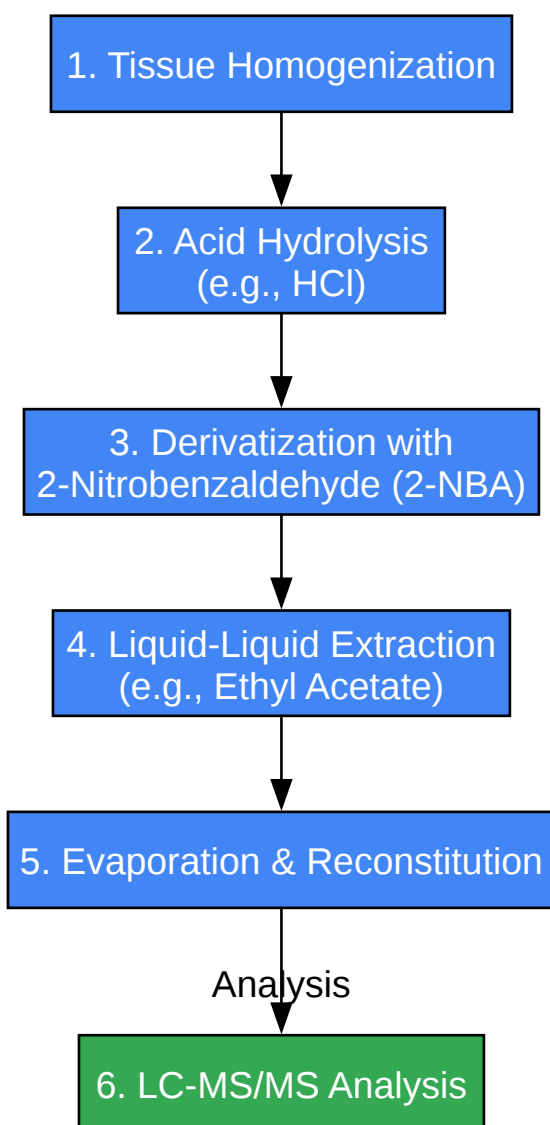 1. Tissue Homogenization
2. Acid Hydrolysis
(e.g., HCl)
3. Derivatization with
2-Nitrobenzaldehyde (2-NBA)
4. Liquid-Liquid Extraction
(e.g., Ethyl Acetate)
5. Evaporation & Reconstitution
Analysis
6. LC-MS/MS Analysis